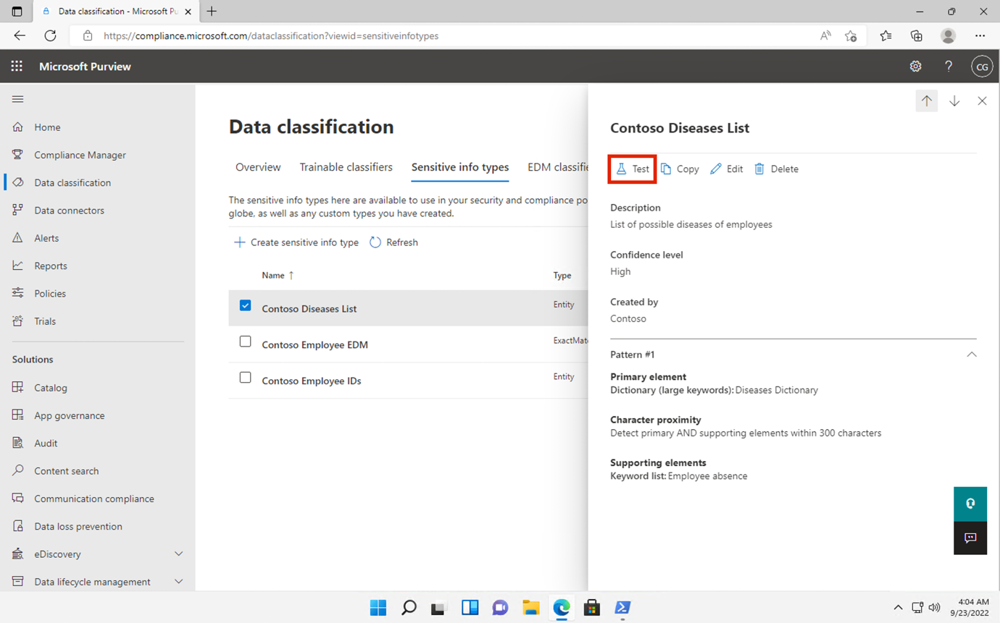 Data classification - Microsoft Pu
https://compliance.microsoft.com/dataclassification?viewid=sensitiveinfotypes
Microsoft Purview
CG
Home
Compliance Manager
Data classification
Data connectors
Alerts
Reports
Policies
Trials
Solutions
Catalog
App governance
Audit
Content search
Communication compliance
Data loss prevention
eDiscovery
Data lifecycle management
Data classification
Overview Trainable classifiers Sensitive info types EDM classifie
The sensitive info types here are available to use in your security and compliance po
globe, as well as any custom types you have created.
Create sensitive info type Refresh
Name Type
Contoso Diseases List Entity
Contoso Employee EDM ExactMatc
Contoso Employee IDs Entity
Contoso Diseases List
Test Copy Edit Delete
Description
List of possible diseases of employees
Confidence level
High
Created by
Contoso
Pattern #1
Primary element
Dictionary (large keywords): Diseases Dictionary
Character proximity
Detect primary AND supporting elements within 300 characters
Supporting elements
Keyword list: Employee absence
4:04 AM
9/23/2022